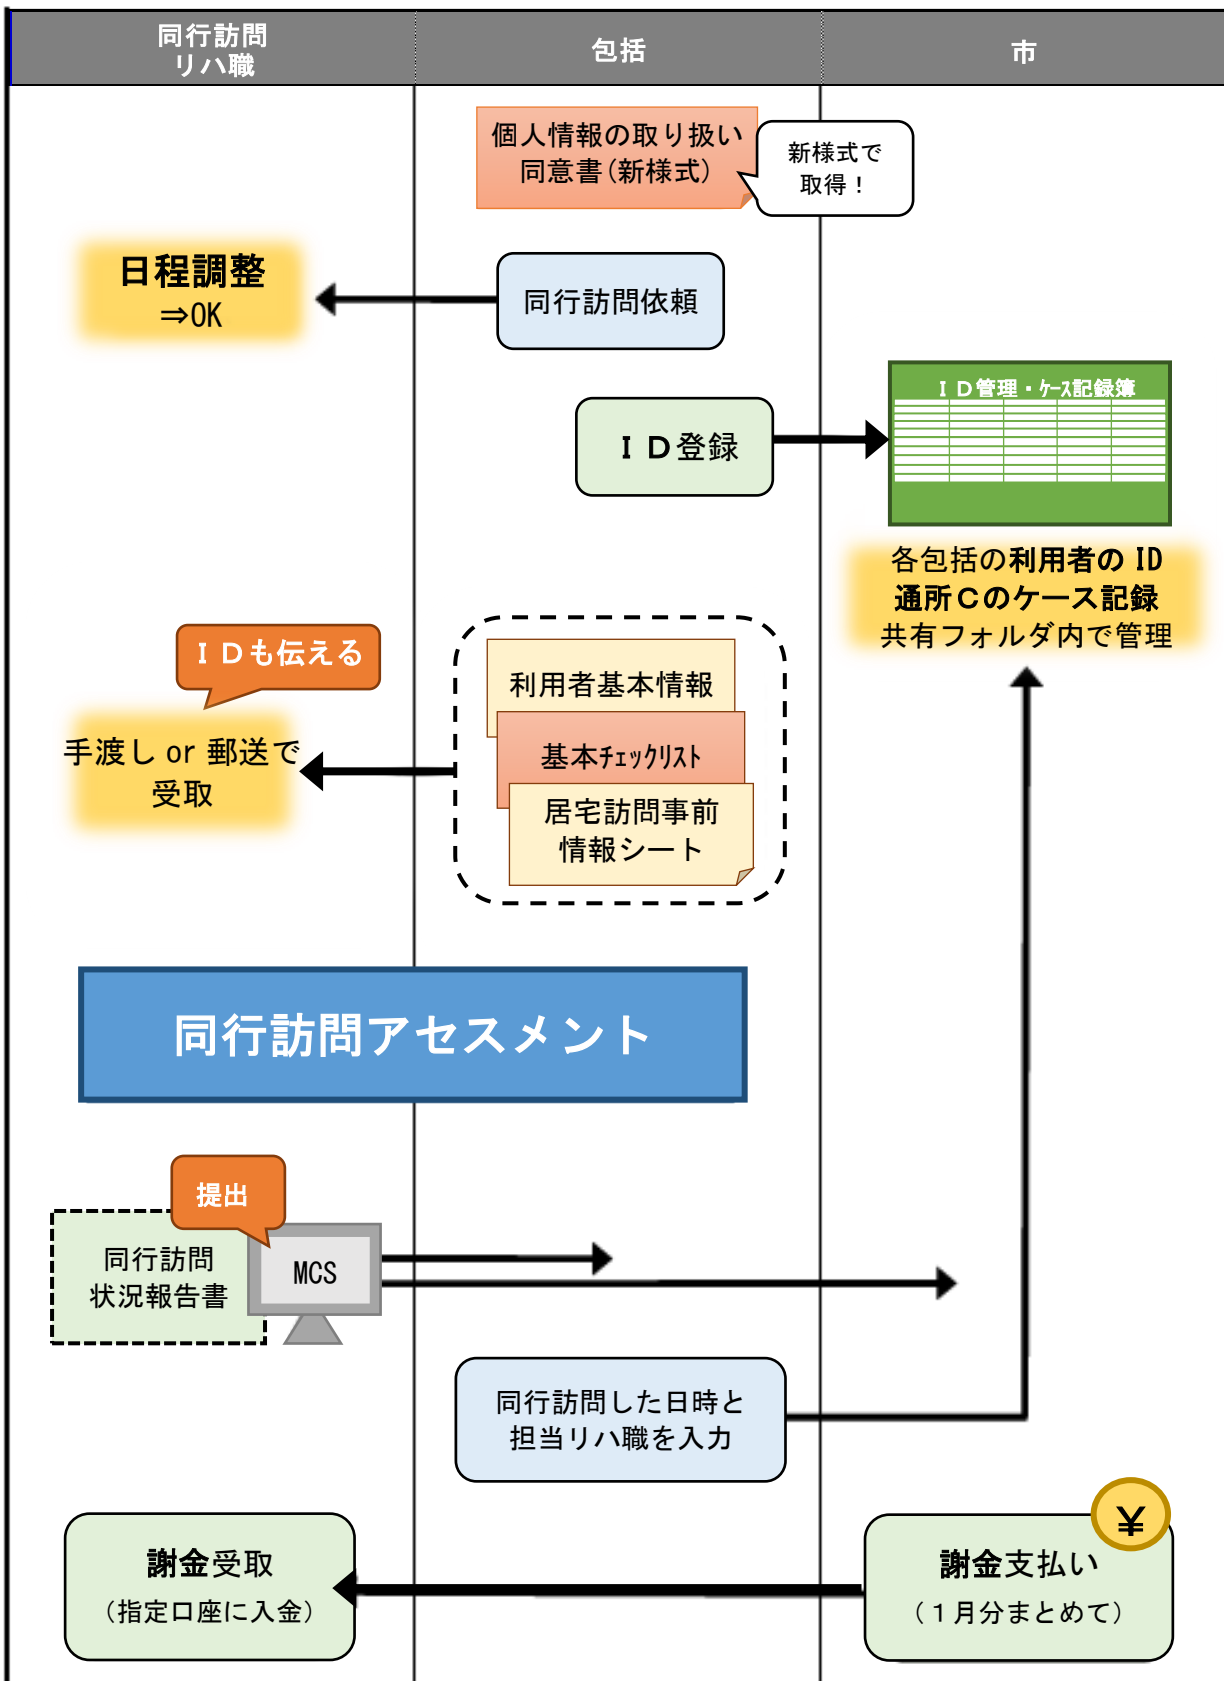 同行訪問
リハ職
包括
市
個人情報の取り扱い
同意書(新様式)
新様式で
取得！
日程調整
⇒OK
同行訪問依頼
ＩＤ管理・ｹｰｽ記録簿
ＩＤ登録
各包括の利用者の ID
通所Ｃのケース記録
共有フォルダ内で管理
ＩＤも伝える
利用者基本情報
手渡し or 郵送で
受取
基本ﾁｪｯｸﾘｽﾄ
居宅訪問事前
情報シート
同行訪問アセスメント
提出
同行訪問
状況報告書
MCS
同行訪問した日時と
担当リハ職を入力
¥
謝金受取
(指定口座に入金)
謝金支払い
(１月分まとめて)